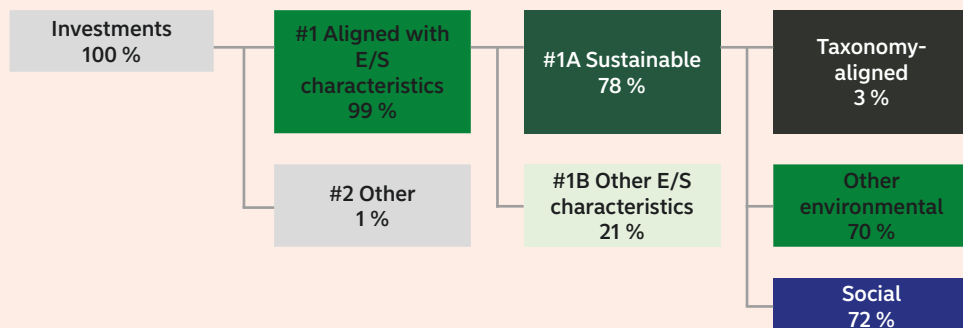 Investments
100 %
#1 Aligned with
E/S
characteristics
99 %
#1A Sustainable
78 %
Taxonomy-
aligned
3 %
#2 Other
1 %
#1B Other E/S
characteristics
21 %
Other
environmental
70 %
Social
72 %